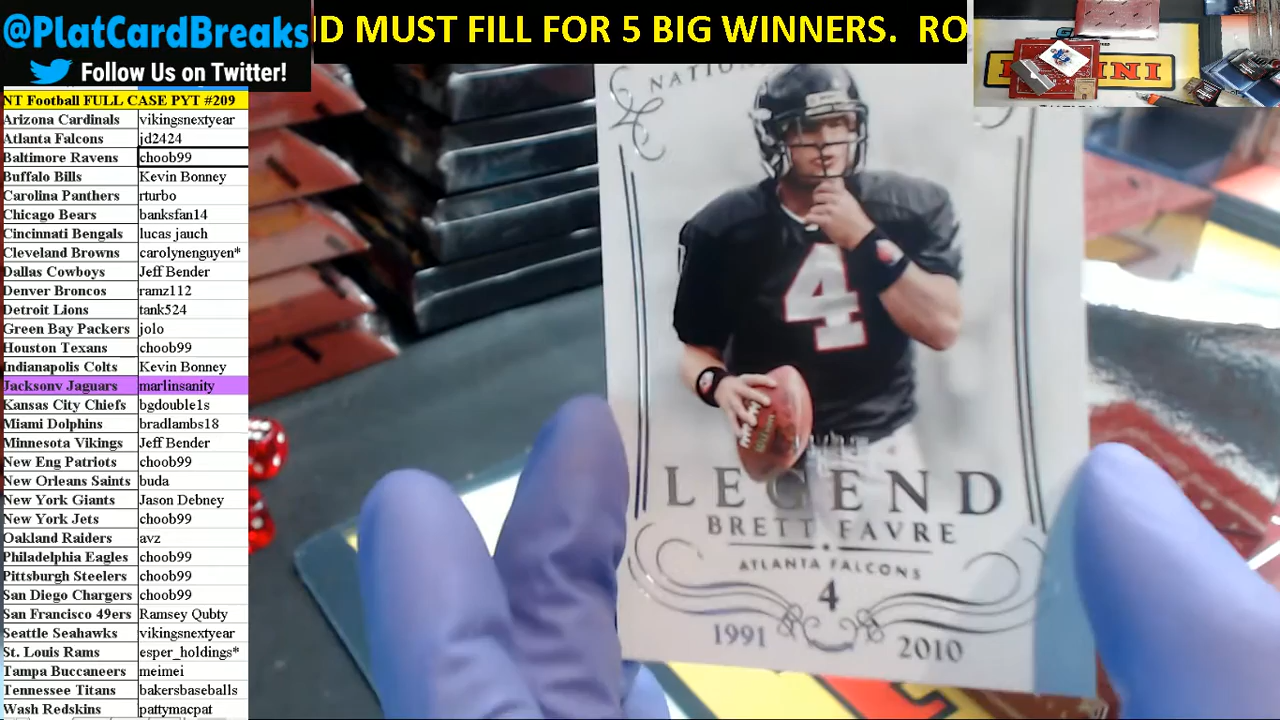 @PlatCardBreaks
Follow Us on Twitter!
D MUST FILL FOR 5 BIG WINNERS. RO
NT Football FULL CASE PYT #209
Arizona Cardinals vikingsnextyear
Atlanta Falcons jd2424
Baltimore Ravens choob99
Buffalo Bills Kevin Bonney
Carolina Panthers rturbo
Chicago Bears banksfan14
Cincinnati Bengals lucas jauch
Cleveland Browns carolynenguyen*
Dallas Cowboys Jeff Bender
Denver Broncos ramz112
Detroit Lions tank524
Green Bay Packers jolo
Houston Texans choob99
Indianapolis Colts Kevin Bonney
Jacksonv Jaguars marlinsanity
Kansas City Chiefs bgdouble1s
Miami Dolphins bradlambs18
Minnesota Vikings Jeff Bender
New Eng Patriots choob99
New Orleans Saints buda
New York Giants Jason Debney
New York Jets choob99
Oakland Raiders avz
Philadelphia Eagles choob99
Pittsburgh Steelers choob99
San Diego Chargers choob99
San Francisco 49ers Ramsey Qubty
Seattle Seahawks vikingsnextyear
St. Louis Rams esper_holdings*
Tampa Buccaneers meimei
Tennessee Titans bakersbaseballs
Wash Redskins pattymacpat
NATION
4
LEGEND
BRETT FAVRE
ATLANTA FALCONS
4
1991 2010